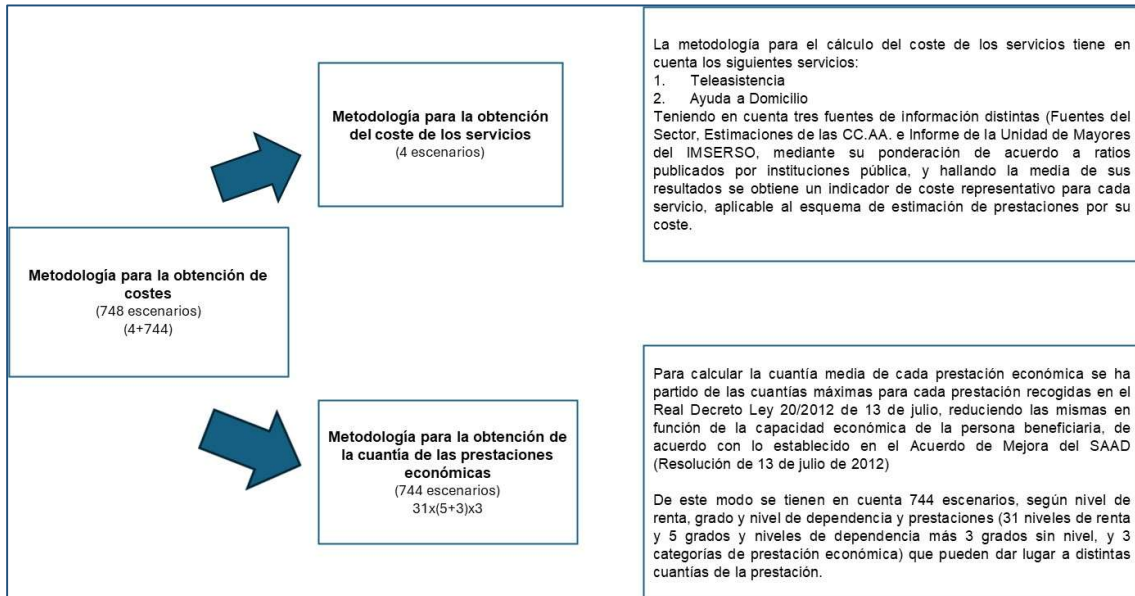 Metodología para la obtención de
costes
(748 escenarios)
(4+744)
Metodología para la obtención
del coste de los servicios
(4 escenarios)
La metodología para el cálculo del coste de los servicios tiene en
cuenta los siguientes servicios:
1. Teleasistencia
2. Ayuda a Domicilio
Teniendo en cuenta tres fuentes de información distintas (Fuentes del
Sector, Estimaciones de las CC.AA. e Informe de la Unidad de Mayores
del IMSERSO, mediante su ponderación de acuerdo a ratios
publicados por instituciones pública, y hallando la media de sus
resultados se obtiene un indicador de coste representativo para cada
servicio, aplicable al esquema de estimación de prestaciones por su
coste.
Metodología para la obtención de
la cuantía de las prestaciones
económicas
(744 escenarios)
31x(5+3)x3
Para calcular la cuantía media de cada prestación económica se ha
partido de las cuantías máximas para cada prestación recogidas en el
Real Decreto Ley 20/2012 de 13 de julio, reduciendo las mismas en
función de la capacidad económica de la persona beneficiaria, de
acuerdo con lo establecido en el Acuerdo de Mejora del SAAD
(Resolución de 13 de julio de 2012)
De este modo se tienen en cuenta 744 escenarios, según nivel de
renta, grado y nivel de dependencia y prestaciones (31 niveles de renta
y 5 grados y niveles de dependencia más 3 grados sin nivel, y 3
categorías de prestación económica) que pueden dar lugar a distintas
cuantías de la prestación.